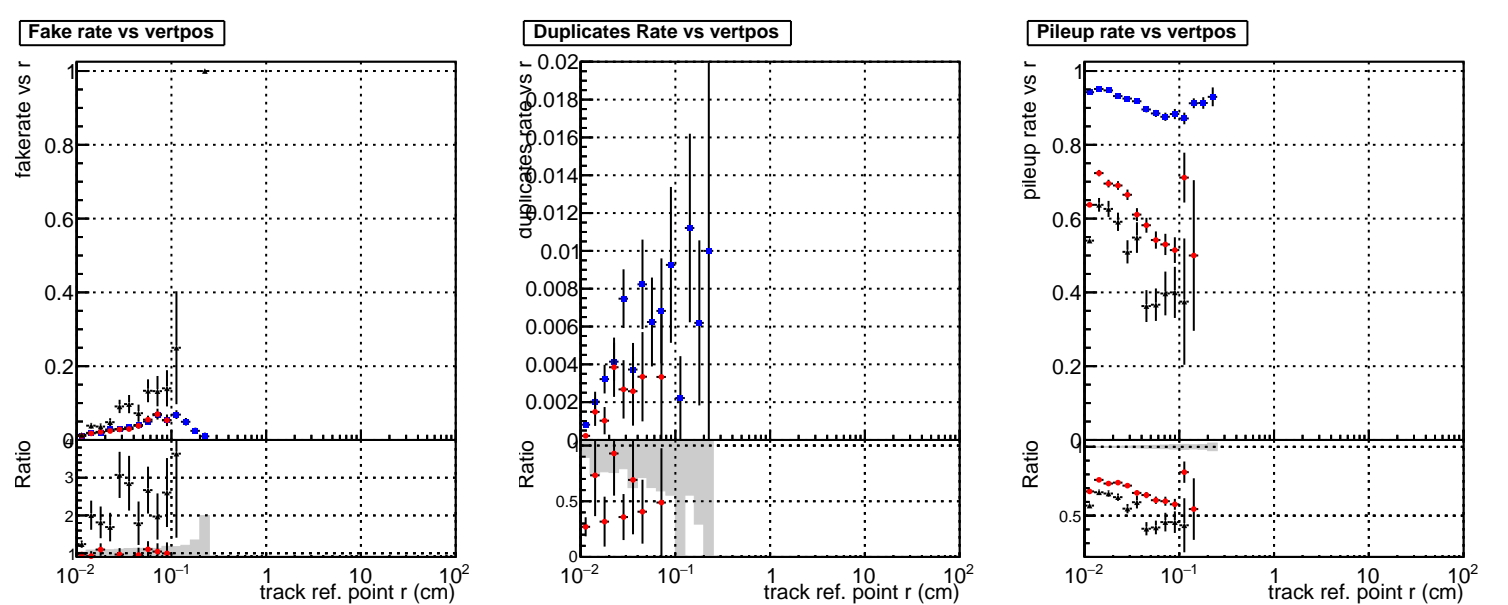 Fake rate vs vertpos
fakerate vs r
1
0.8
0.6
0.4
0.2
0
Ratio
3
2
1
10⁻² 10⁻¹ 1 10 10²
track ref. point r (cm)
Duplicates Rate vs vertpos
duplicates rate vs r
0.02
0.018
0.016
0.014
0.012
0.01
0.008
0.006
0.004
0.002
0
Ratio
1
0.5
0
10⁻² 10⁻¹ 1 10 10²
track ref. point r (cm)
Pileup rate vs vertpos
pileup rate vs r
1
0.8
0.6
0.4
0.2
0
Ratio
1
0.5
10⁻² 10⁻¹ 1 10 10²
track ref. point r (cm)